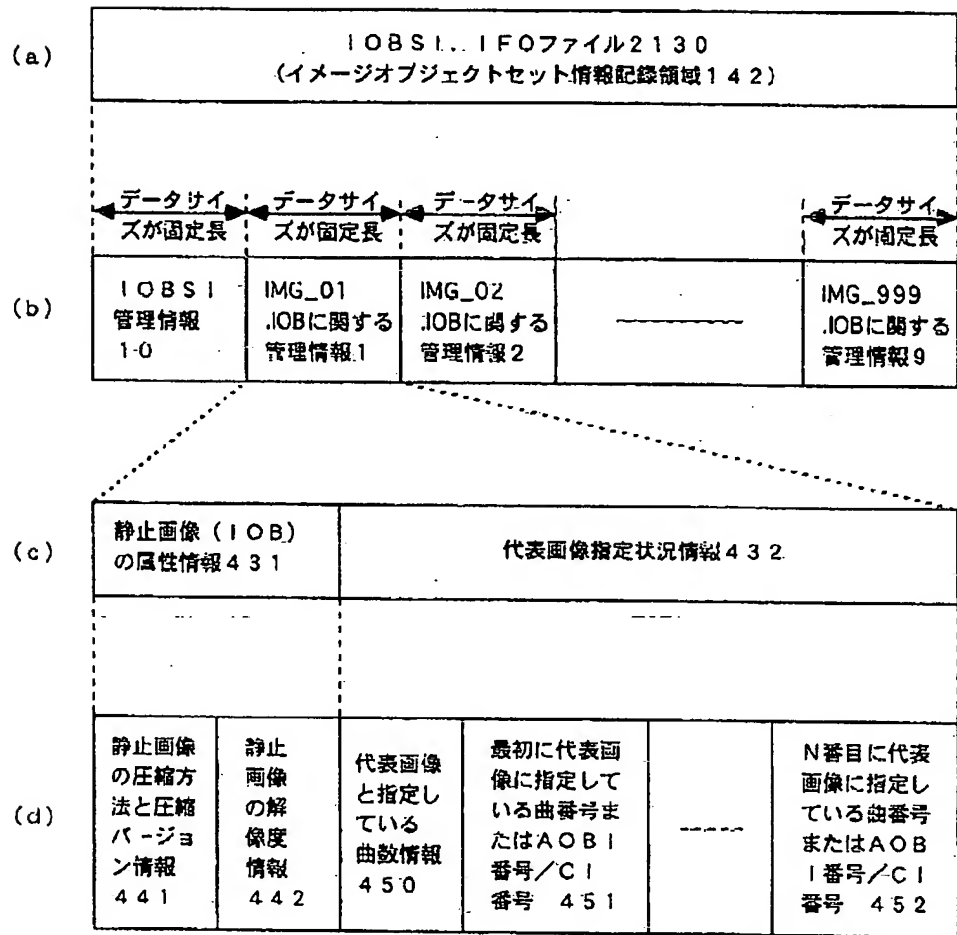 (a)
IOBSI．IFOファイル2130
(イメージオブジェクトセット情報記録領域142)
データサイ
ズが固定長
データサイ
ズが固定長
データサイ
ズが固定長
データサイ
ズが固定長
(b)
IOBSI
管理情報
10
IMG_01
.IOBに関する
管理情報1
IMG_02
.IOBに関する
管理情報2
IMG_999
.IOBに関する
管理情報9
(c)
静止画像(IOB)
の属性情報431
代表画像指定状況情報432
(d)
静止画像
の圧縮方
法と圧縮
バージョ
ン情報
441
静止
画像
の解
像度
情報
442
代表画像
と指定し
ている
曲数情報
450
最初に代表画
像に指定して
いる曲番号ま
たはAOBI
番号／CI
番号 451
N番目に代表
画像に指定し
ている曲番号
またはAOB
I番号／CI
番号 452